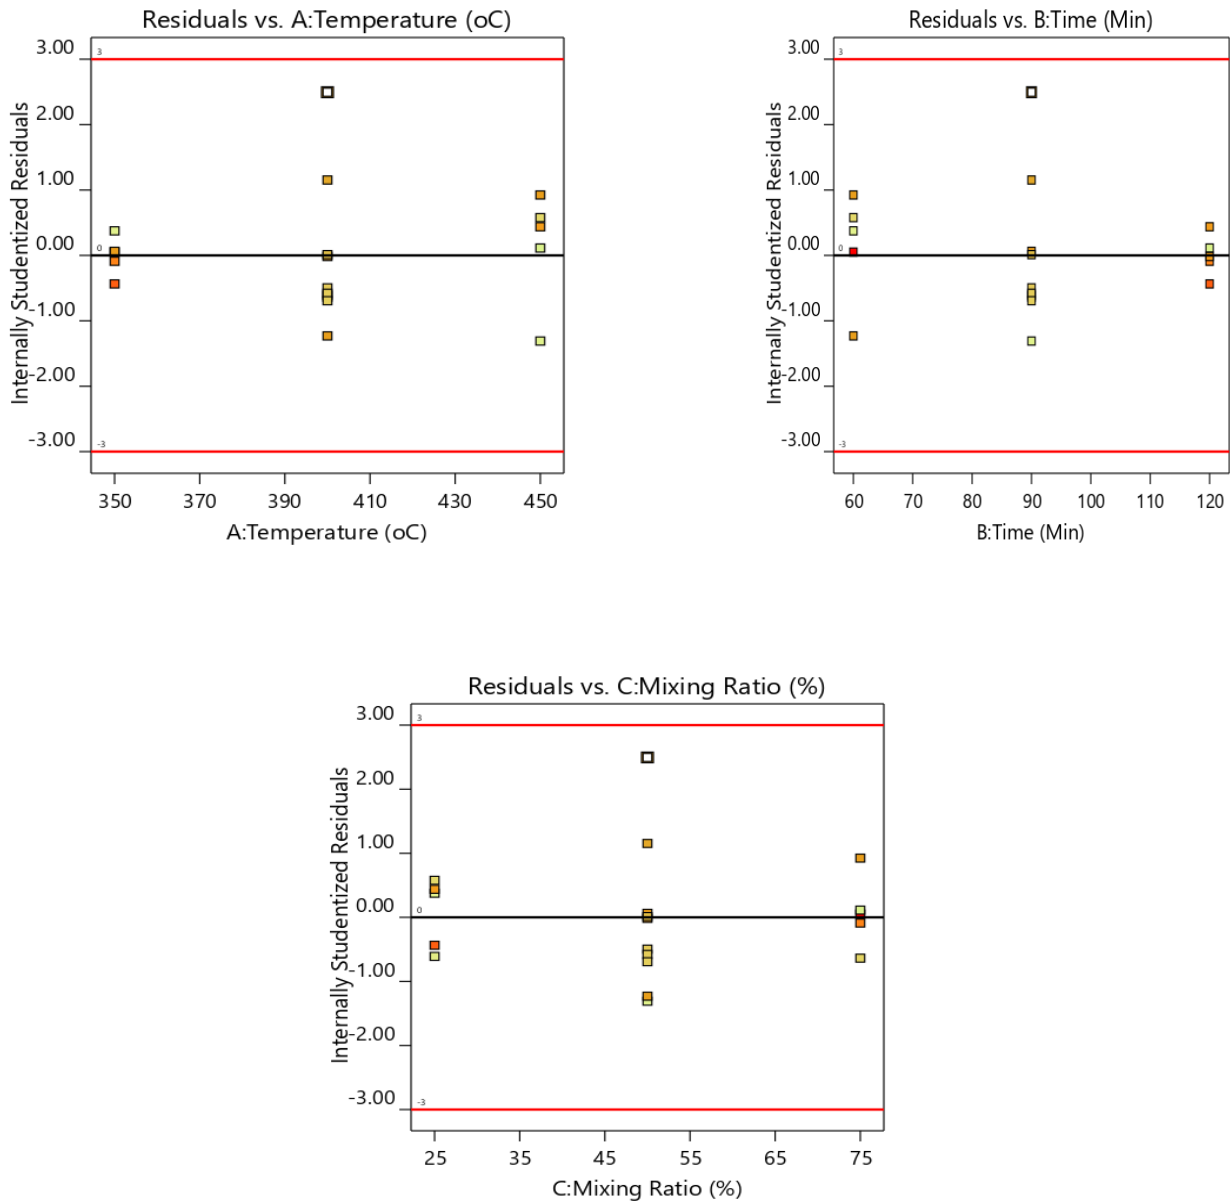 Residuals vs. A:Temperature (oC)
Internally Studentized Residuals
3.00
2.00
1.00
0.00
-1.00
-2.00
-3.00
3
0
-3
350 370 390 410 430 450
A:Temperature (oC)
Residuals vs. B:Time (Min)
Internally Studentized Residuals
3.00
2.00
1.00
0.00
-1.00
-2.00
-3.00
3
0
-3
60 70 80 90 100 110 120
B:Time (Min)
Residuals vs. C:Mixing Ratio (%)
Internally Studentized Residuals
3.00
2.00
1.00
0.00
-1.00
-2.00
-3.00
3
0
-3
25 35 45 55 65 75
C:Mixing Ratio (%)